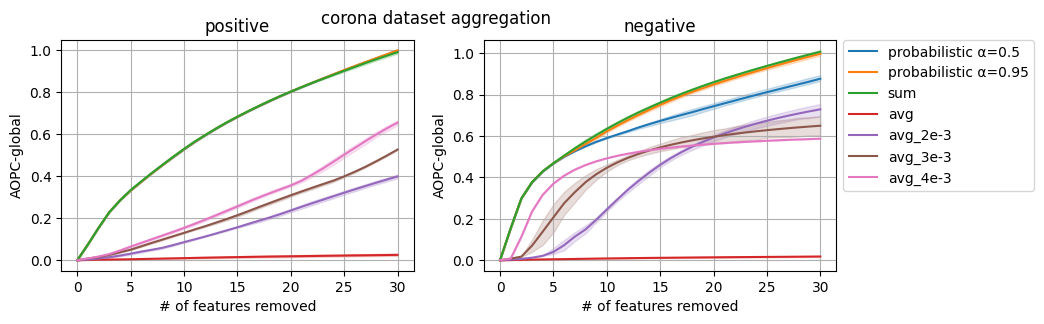 corona dataset aggregation
positive
AOPC-global
1.0
0.8
0.6
0.4
0.2
0.0
0 5 10 15 20 25 30
# of features removed
negative
AOPC-global
1.0
0.8
0.6
0.4
0.2
0.0
0 5 10 15 20 25 30
# of features removed
probabilistic α=0.5
probabilistic α=0.95
sum
avg
avg_2e-3
avg_3e-3
avg_4e-3